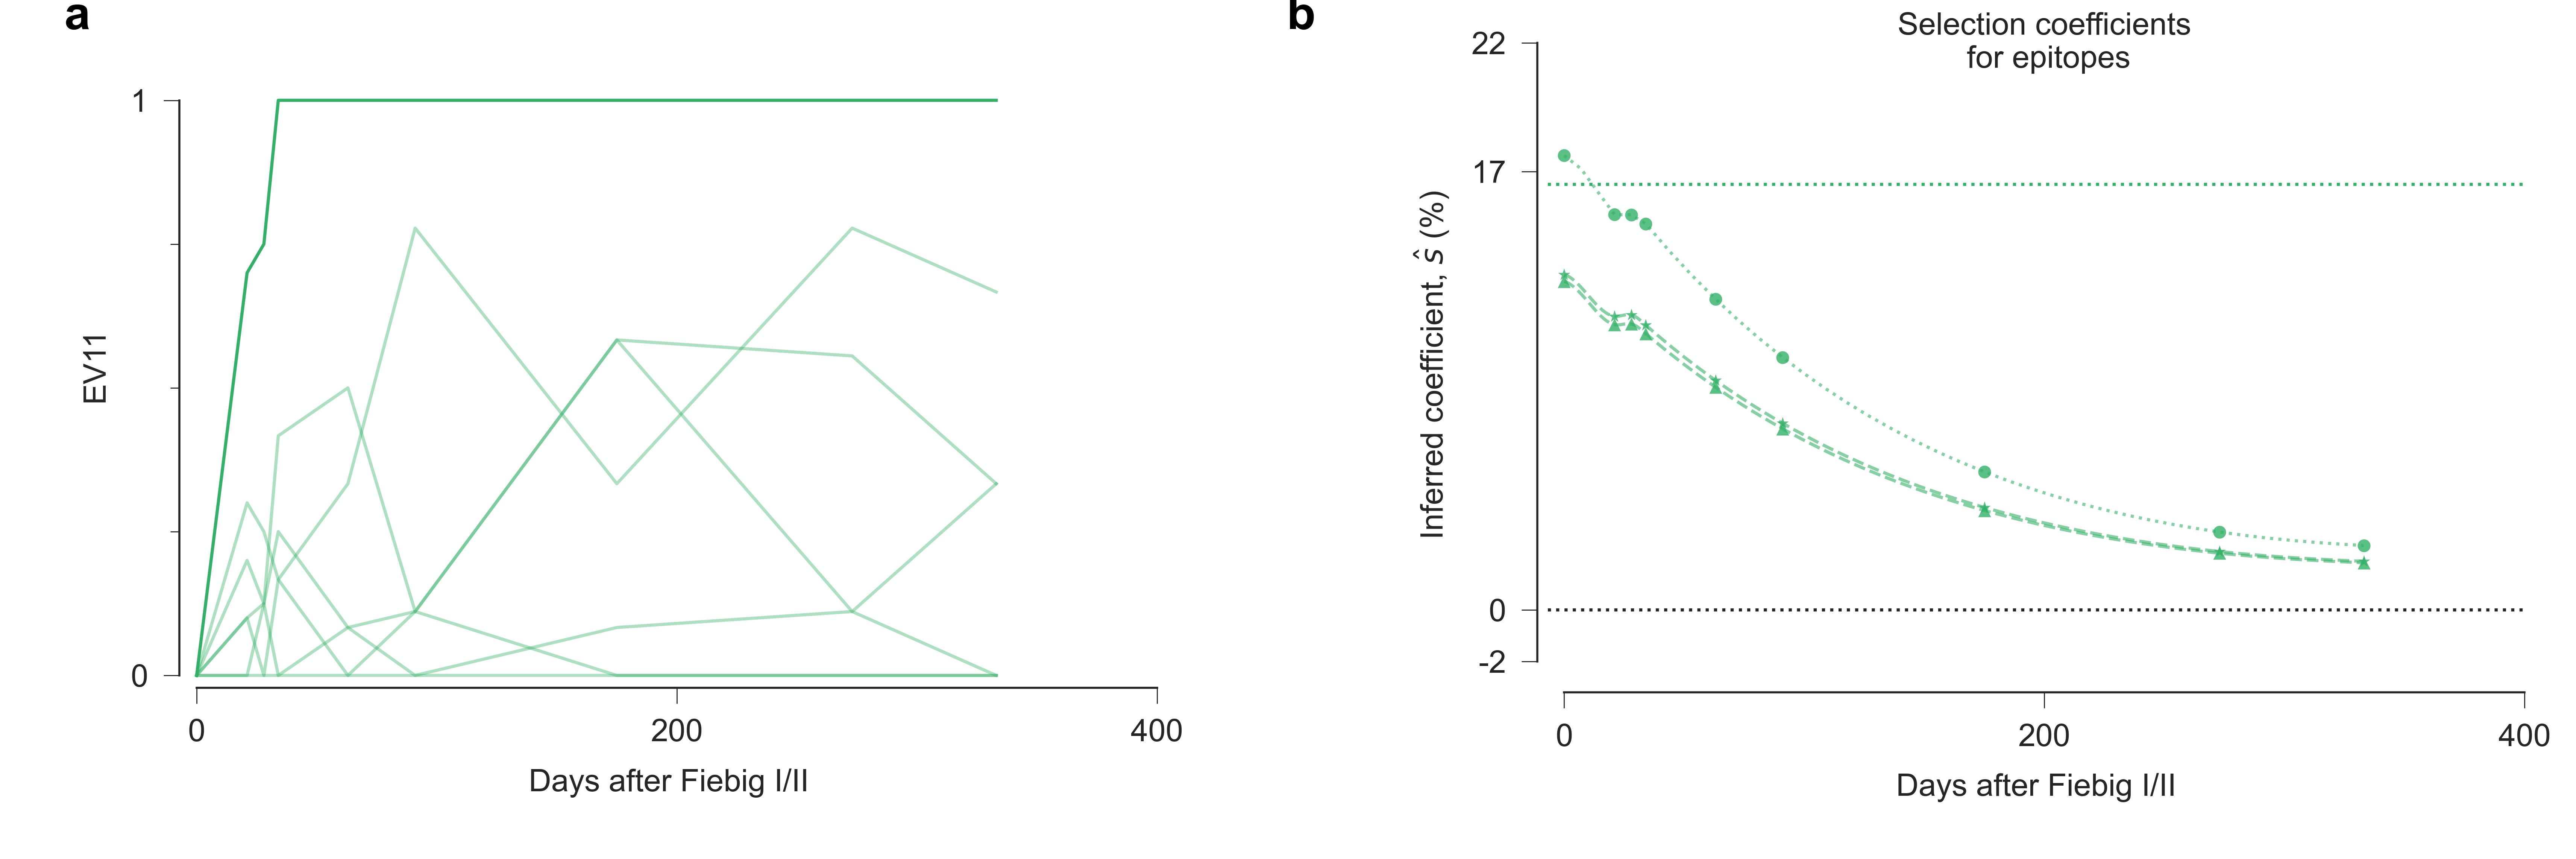 a
1
EV11
0
0
200
400
Days after Fiebig I/II
b
Selection coefficients
for epitopes
22
17
Inferred coefficient, ŝ (%)
0
-2
0
200
400
Days after Fiebig I/II